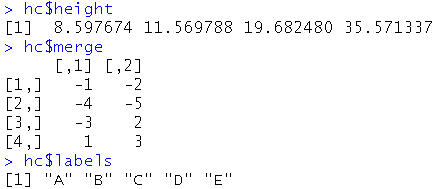 > hc$height
[1]  8.597674 11.569788 19.682480 35.571337
> hc$merge
     [,1] [,2]
[1,]   -1   -2
[2,]   -4   -5
[3,]   -3    2
[4,]    1    3
> hc$labels
[1] "A" "B" "C" "D" "E"